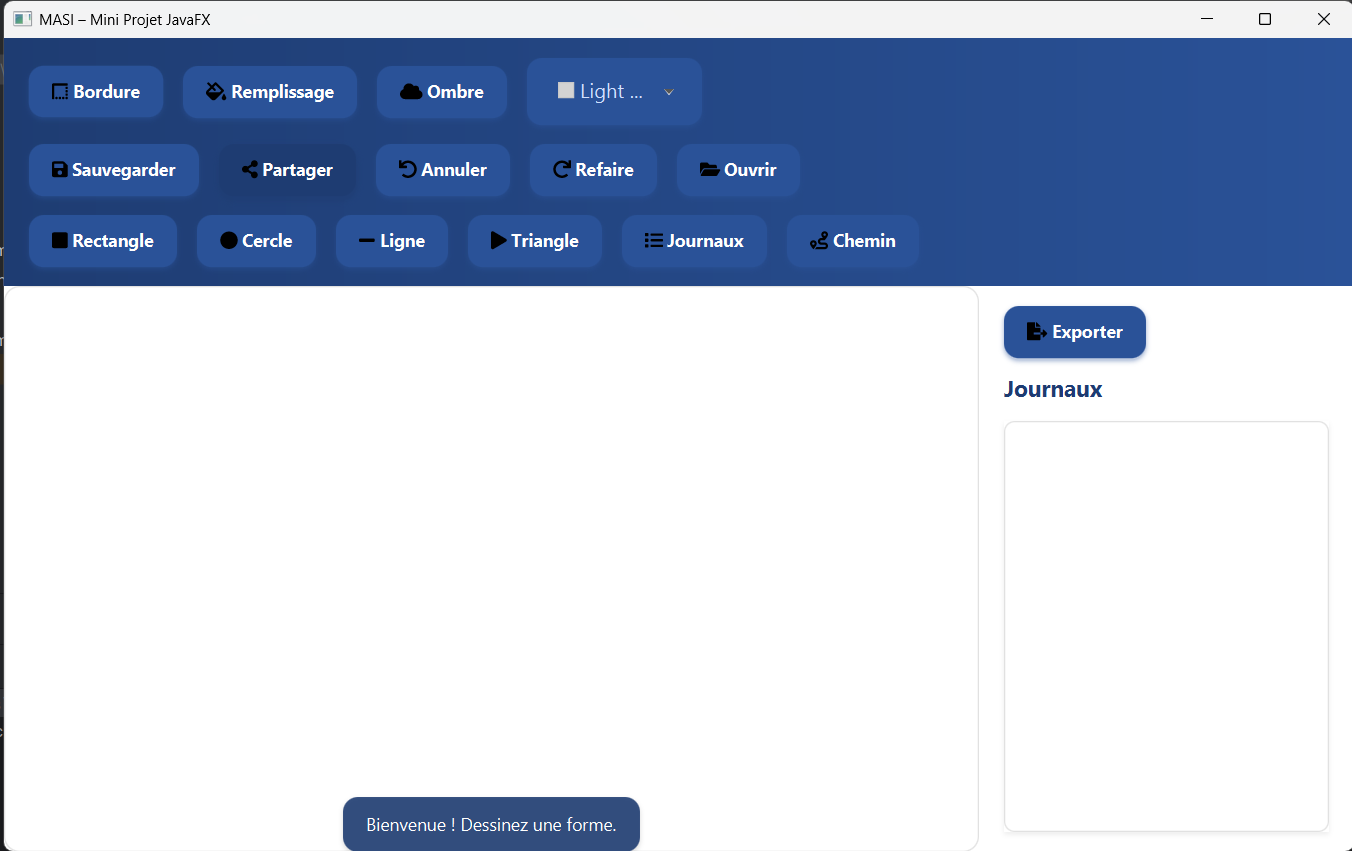 MASI – Mini Projet JavaFX
Bordure Remplissage Ombre Light ...
Sauvegarder Partager Annuler Refaire Ouvrir
Rectangle Cercle Ligne Triangle Journaux Chemin
Exporter
Journaux
Bienvenue ! Dessinez une forme.